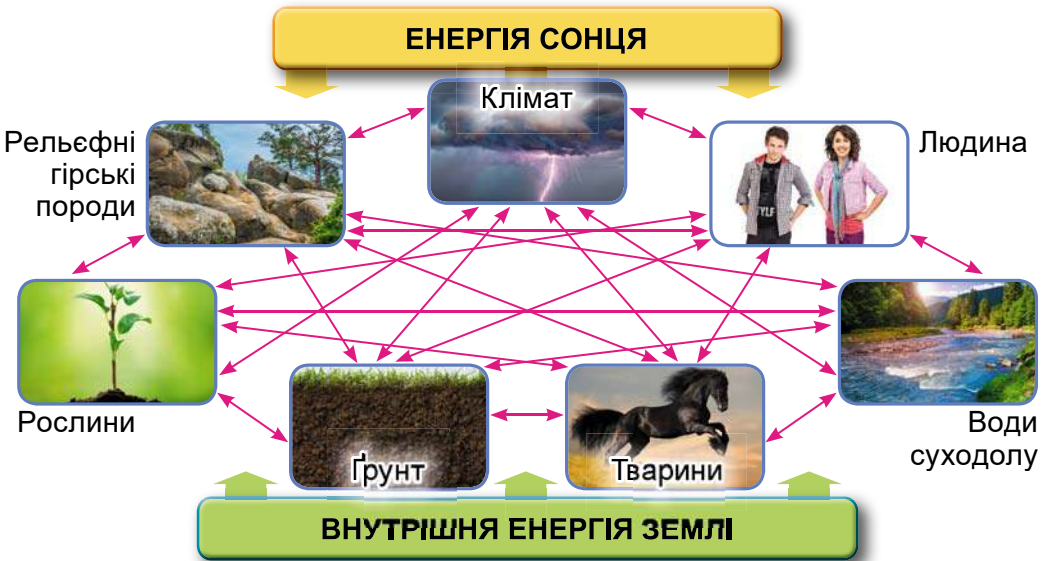 ЕНЕРГІЯ СОНЦЯ
Клімат
Рельєфні
гірські
породи
Людина
Рослини
Ґрунт
Тварини
Води
суходолу
ВНУТРІШНЯ ЕНЕРГІЯ ЗЕМЛІ